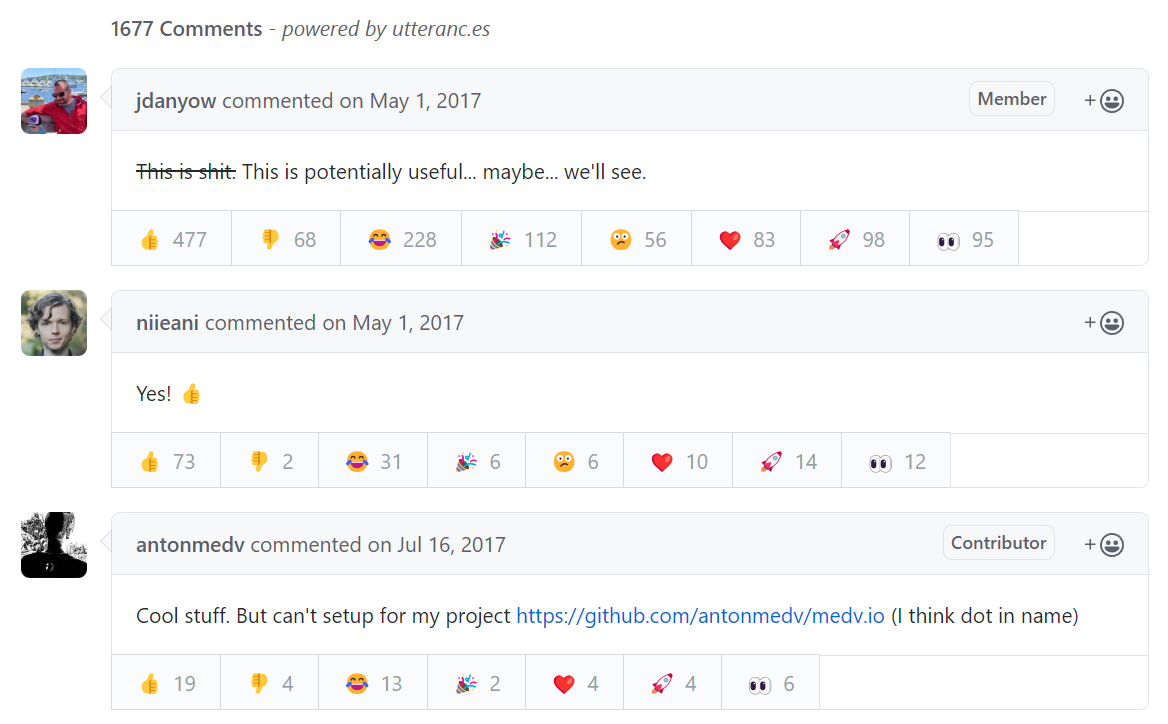 1677 Comments - powered by utteranc.es
jdanyow commented on May 1, 2017 Member +
This is shit. This is potentially useful... maybe... we'll see.
👍 477 👎 68 😂 228 🎉 112 😕 56 ❤️ 83 🚀 98 👀 95
niieani commented on May 1, 2017 +
Yes! 👍
👍 73 👎 2 😂 31 🎉 6 😕 6 ❤️ 10 🚀 14 👀 12
antonmedv commented on Jul 16, 2017 Contributor +
Cool stuff. But can't setup for my project https://github.com/antonmedv/medv.io (I think dot in name)
👍 19 👎 4 😂 13 🎉 2 ❤️ 4 🚀 4 👀 6